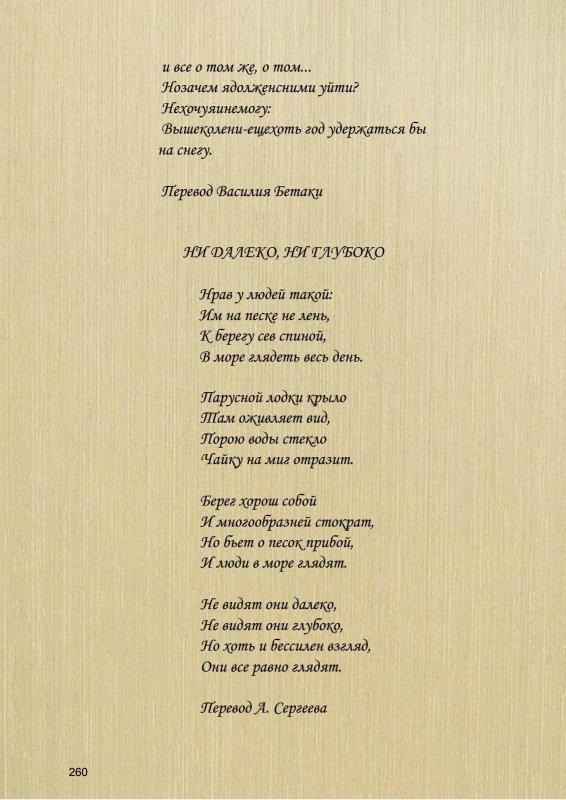 и все о том же, о том...
Нозачем ядолженсними уйти?
Нехочуяинемогу:
Вышеколени-ещехоть год удержаться бы
на снегу.
Перевод Василия Бетаки
НИ ДАЛЕКО, НИ ГЛУБОКО
Нрав у людей такой:
Им на песке не лень,
К берегу сев спиной,
В море глядеть весь день.
Парусной лодки крыло
Там оживляет вид,
Порою воды стекло
Чайку на миг отразит.
Берег хорош собой
И многообразней стократ,
Но бьет о песок прибой,
И люди в море глядят.
Не видят они далеко,
Не видят они глубоко,
Но хоть и бессилен взгляд,
Они все равно глядят.
Перевод А. Сергеева
260